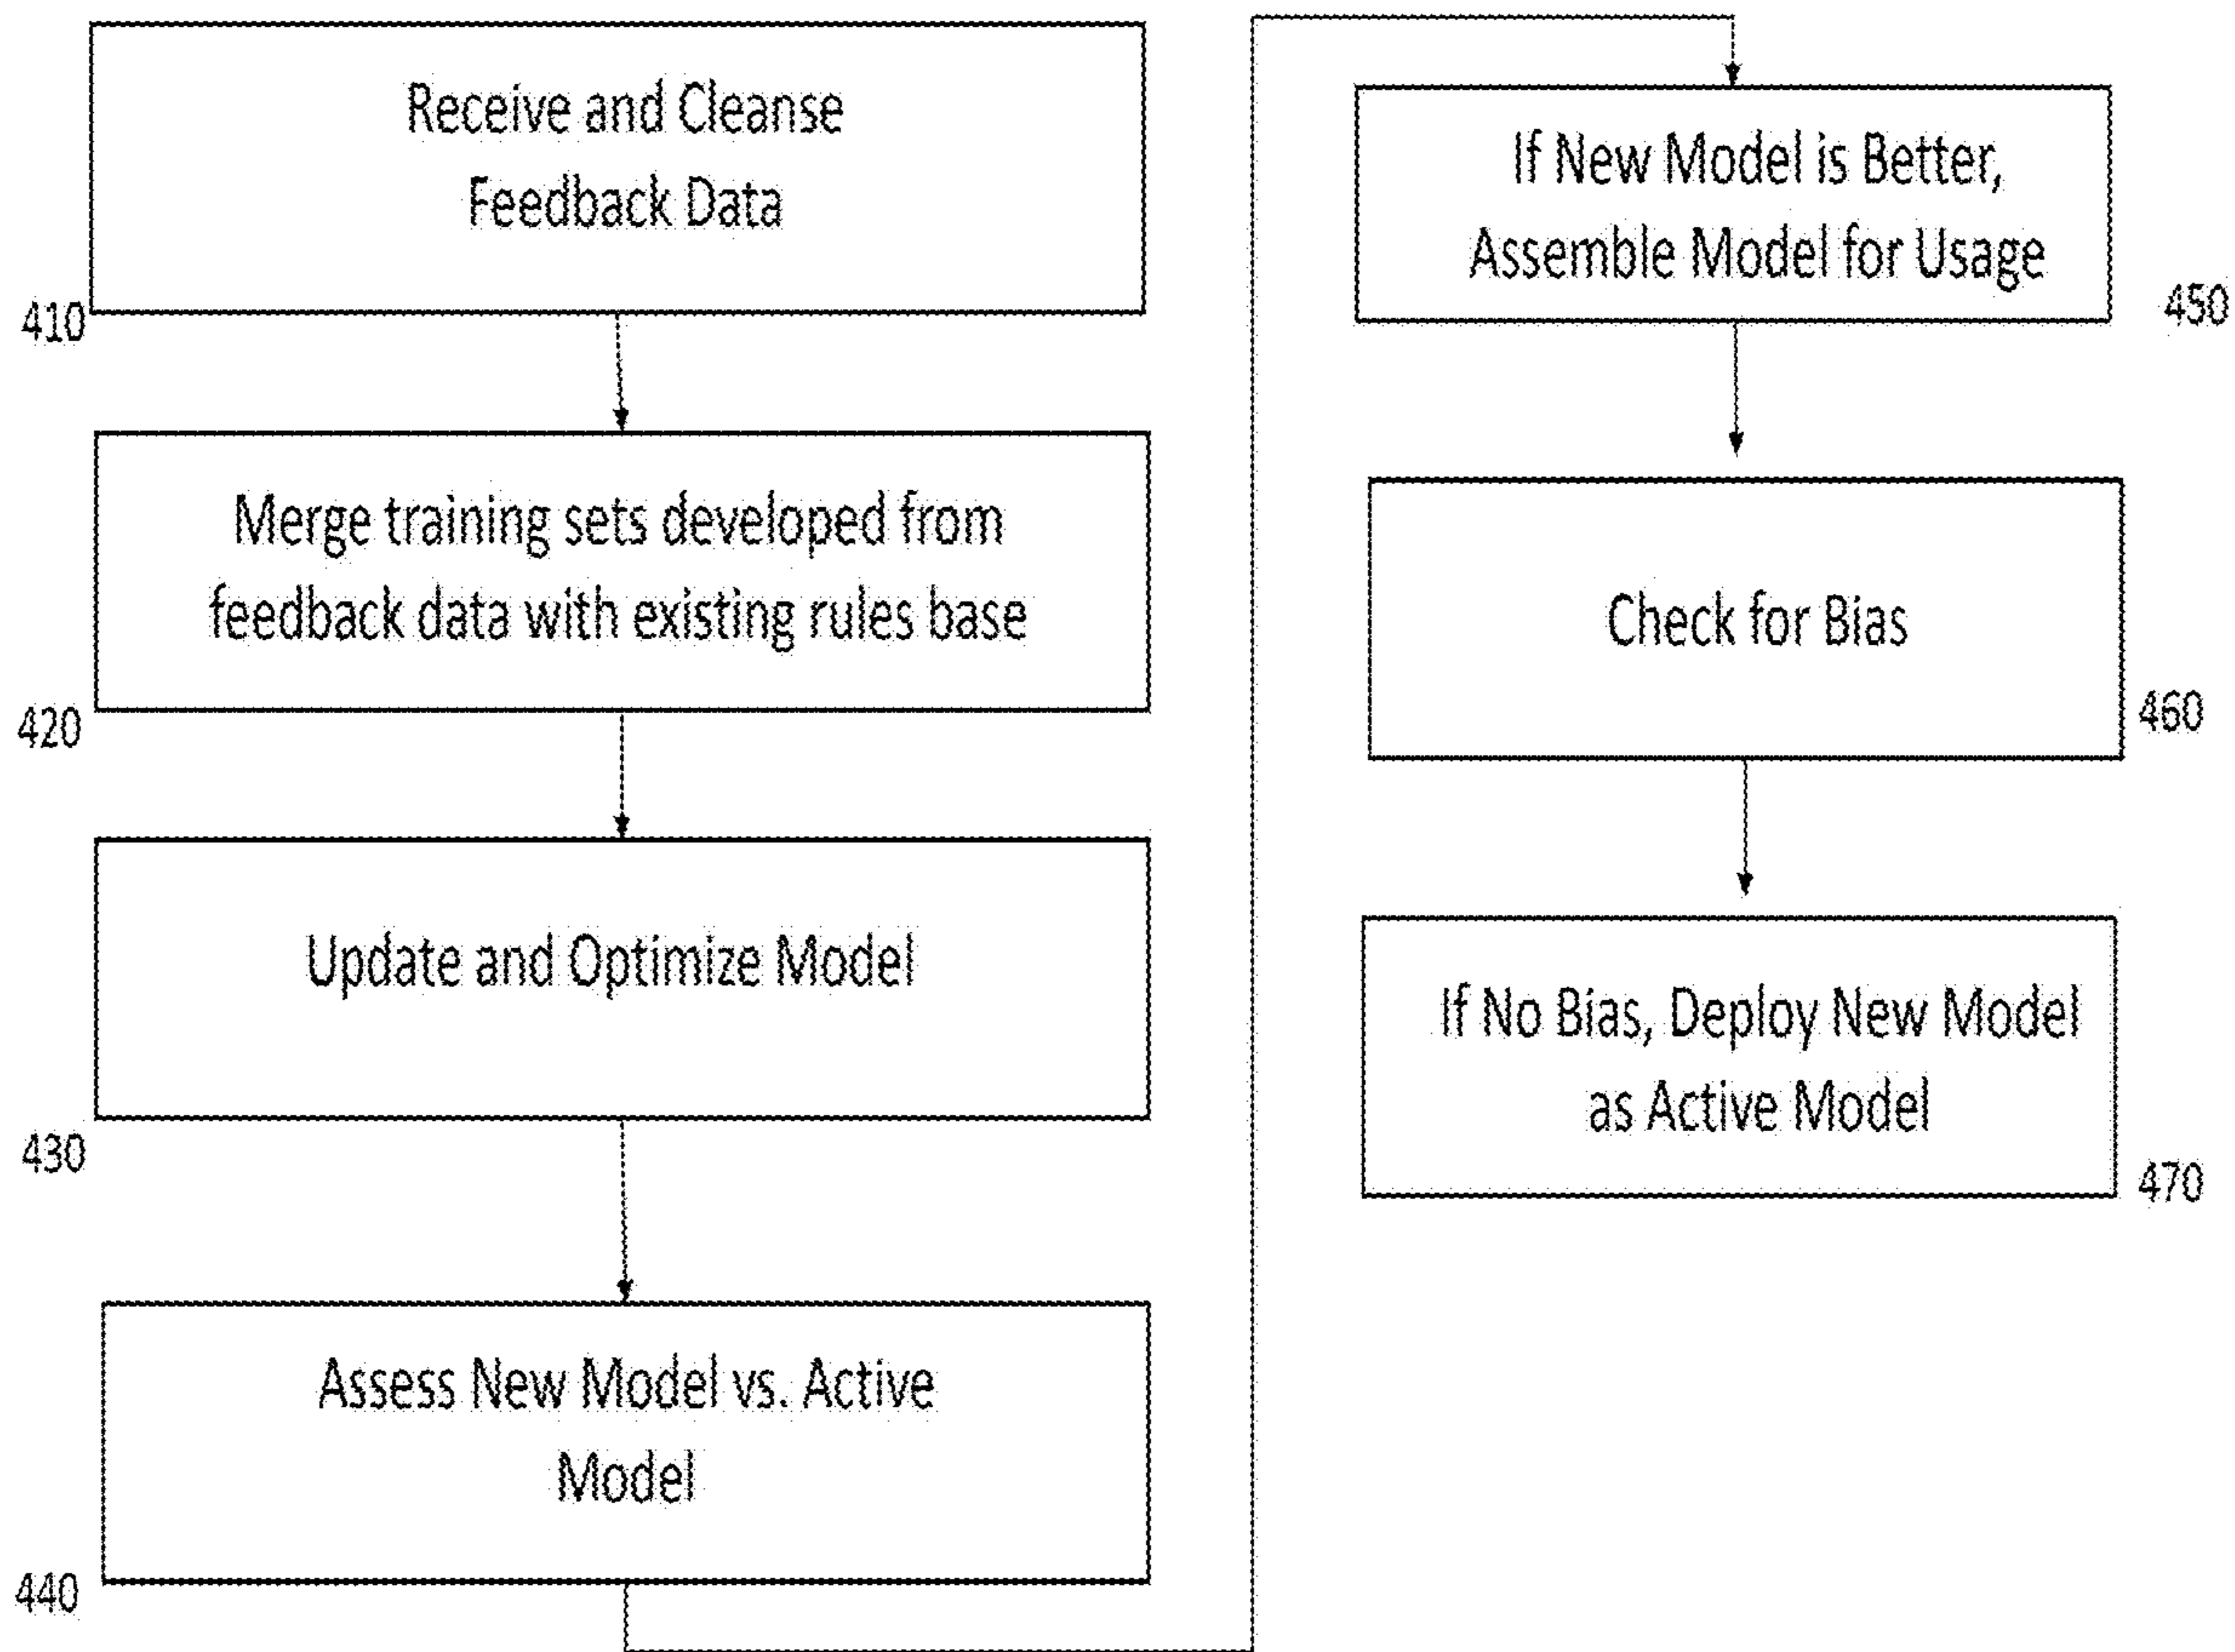 Receive and Cleanse
Feedback Data
410
Merge training sets developed from
feedback data with existing rules base
420
Update and Optimize Model
430
Assess New Model vs. Active
Model
440
If New Model is Better,
Assemble Model for Usage
450
Check for Bias
460
If No Bias, Deploy New Model
as Active Model
470